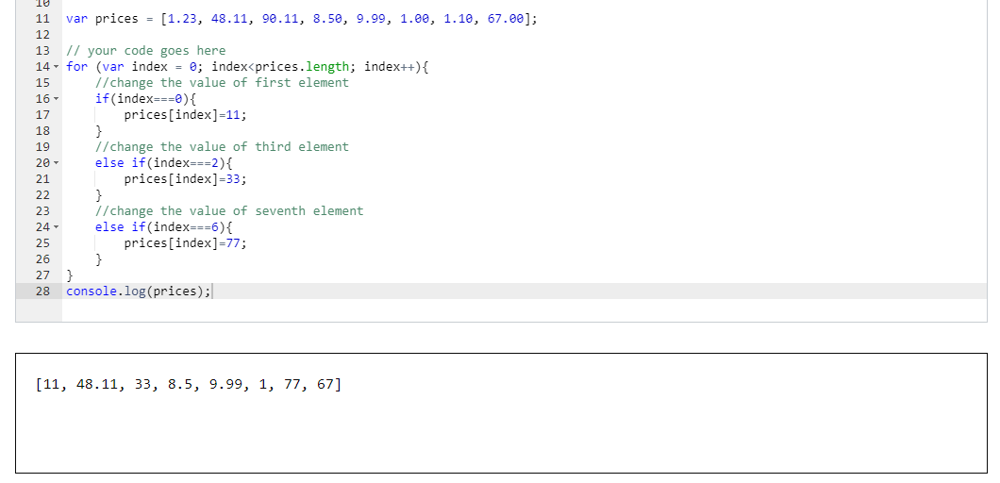 10
11 var prices = [1.23, 48.11, 90.11, 8.50, 9.99, 1.00, 1.10, 67.00];
12
13 // your code goes here
14 for (var index = 0; index<prices.length; index++){
15     //change the value of first element
16     if(index===0){
17         prices[index]=11;
18     }
19     //change the value of third element
20     else if(index===2){
21         prices[index]=33;
22     }
23     //change the value of seventh element
24     else if(index===6){
25         prices[index]=77;
26     }
27 }
28 console.log(prices);
[11, 48.11, 33, 8.5, 9.99, 1, 77, 67]